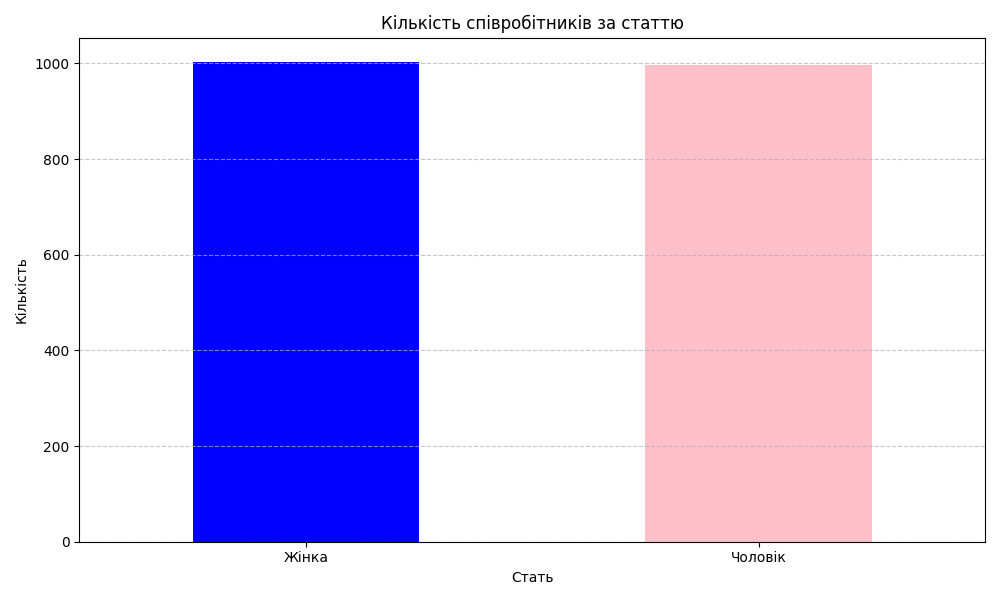 Кількість співробітників за статтю
Кількість
1000
800
600
400
200
0
Жінка
Чоловік
Стать